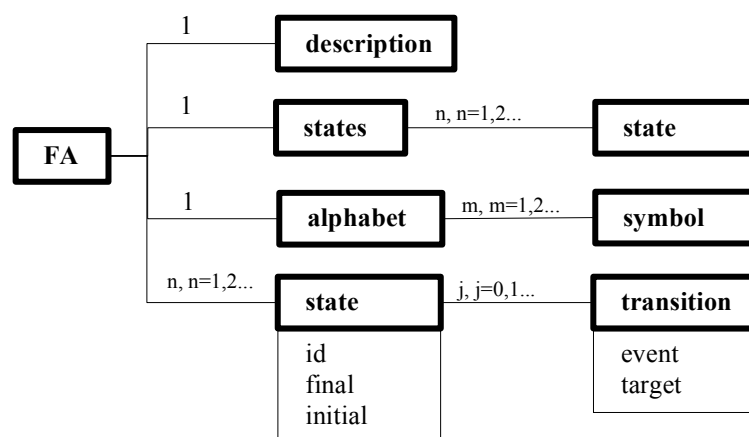 1
description
1
states
n, n=1,2...
state
FA
1
alphabet
m, m=1,2...
symbol
n, n=1,2...
state
j, j=0,1...
transition
id
final
initial
event
target